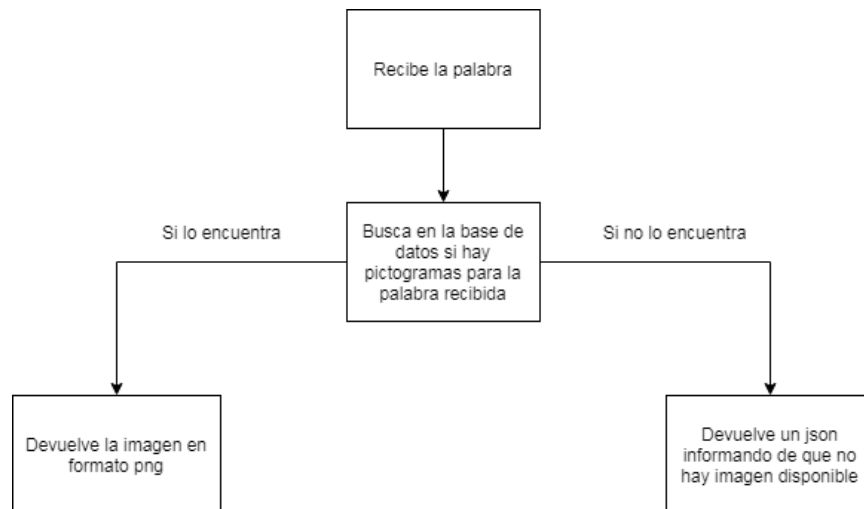 Recibe la palabra
Si lo encuentra
Busca en la base de
datos si hay
pictogramas para la
palabra recibida
Si no lo encuentra
Devuelve la imagen en
formato png
Devuelve un json
informando de que no
hay imagen disponible